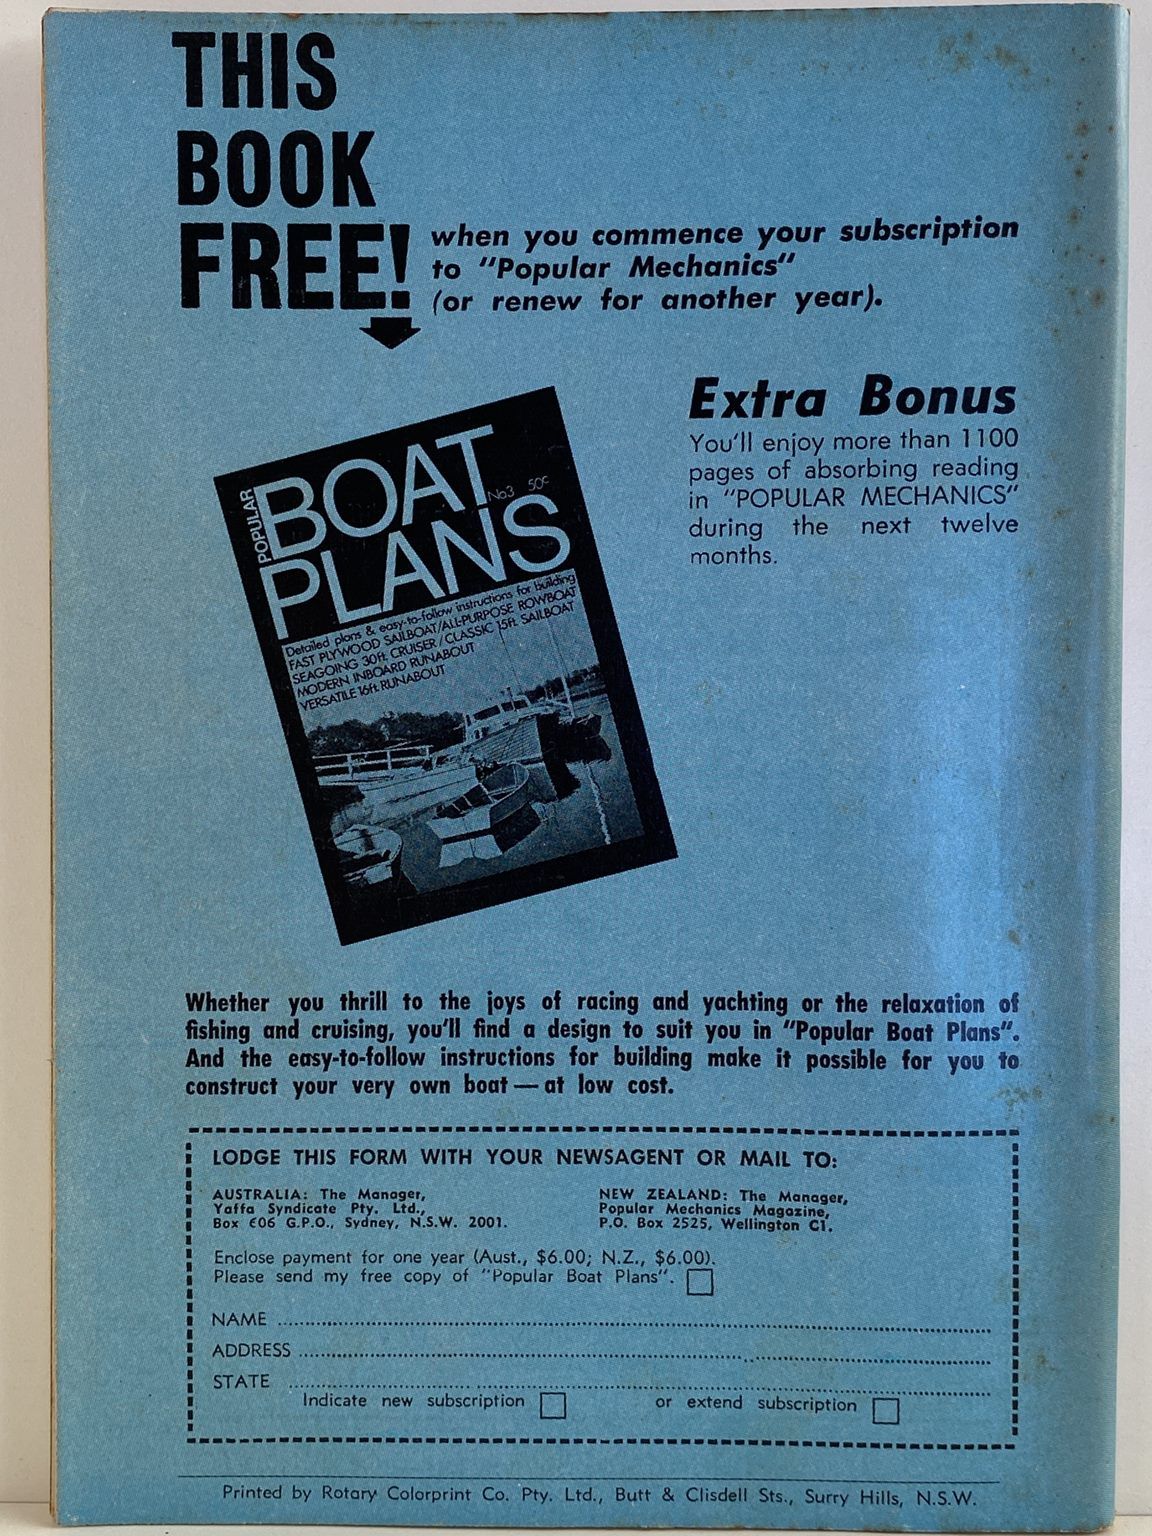 THIS
BOOK
FREE!
when you commence your subscription
to "Popular Mechanics"
(or renew for another year).
POPULAR
BOAT
No3 50c
PLANS
Detailed plans & easy-to-follow instructions for building
FAST PLYWOOD SAILBOAT/ALL-PURPOSE ROWBOAT
SEAGOING 30ft. CRUISER/CLASSIC 15ft. SAILBOAT
MODERN INBOARD RUNABOUT
VERSATILE 16ft. RUNABOUT
Extra Bonus
You'll enjoy more than 1100
pages of absorbing reading
in "POPULAR MECHANICS"
during the next twelve
months.
Whether you thrill to the joys of racing and yachting or the relaxation of
fishing and cruising, you'll find a design to suit you in "Popular Boat Plans".
And the easy-to-follow instructions for building make it possible for you to
construct your very own boat — at low cost.
LODGE THIS FORM WITH YOUR NEWSAGENT OR MAIL TO:
AUSTRALIA: The Manager,
Yaffa Syndicate Pty. Ltd.,
Box 606 G.P.O., Sydney, N.S.W. 2001.
NEW ZEALAND: The Manager,
Popular Mechanics Magazine,
P.O. Box 2525, Wellington C1.
Enclose payment for one year (Aust., $6.00; N.Z., $6.00).
Please send my free copy of "Popular Boat Plans".
NAME
ADDRESS
STATE
Indicate new subscription or extend subscription
Printed by Rotary Colorprint Co. Pty. Ltd., Butt & Clisdell Sts., Surry Hills, N.S.W.